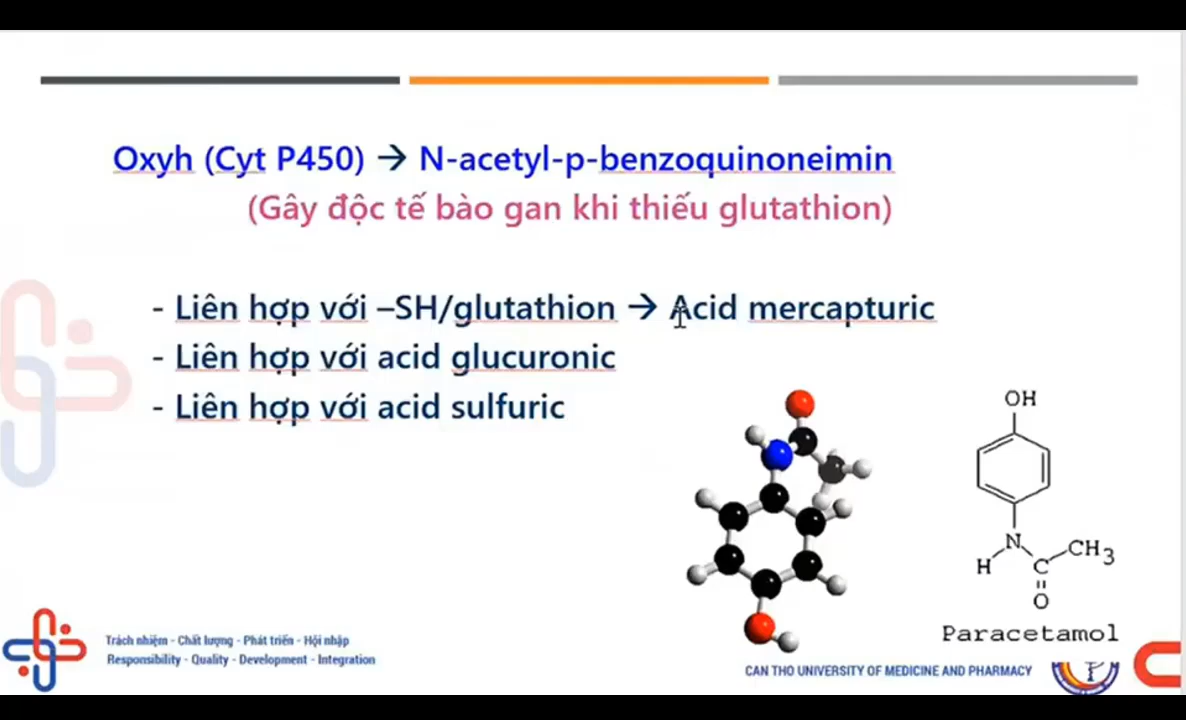 Oxyh (Cyt P450) → N-acetyl-p-benzoquinoneimin
(Gây độc tế bào gan khi thiếu glutathion)
- Liên hợp với –SH/glutathion → Acid mercapturic
- Liên hợp với acid glucuronic
- Liên hợp với acid sulfuric
OH
N
H
C
CH3
O
Paracetamol
Trách nhiệm - Chất lượng - Phát triển - Hội nhập
Responsibility - Quality - Development - Integration
CAN THO UNIVERSITY OF MEDICINE AND PHARMACY